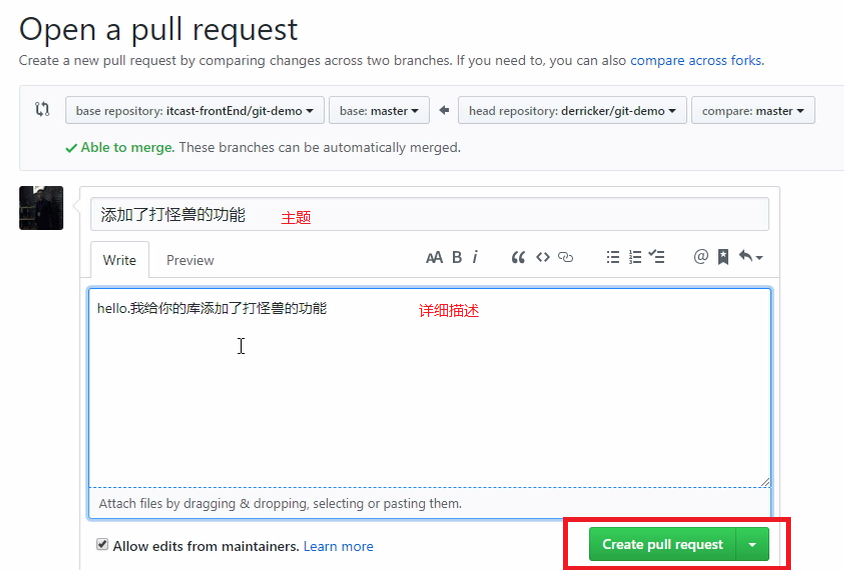 Open a pull request
Create a new pull request by comparing changes across two branches. If you need to, you can also compare across forks.
base repository: itcast-frontEnd/git-demo base: master head repository: derricker/git-demo compare: master
Able to merge. These branches can be automatically merged.
添加了打怪兽的功能 主题
Write Preview AA B i @
hello.我给你的库添加了打怪兽的功能 详细描述
Attach files by dragging & dropping, selecting or pasting them.
Allow edits from maintainers. Learn more Create pull request